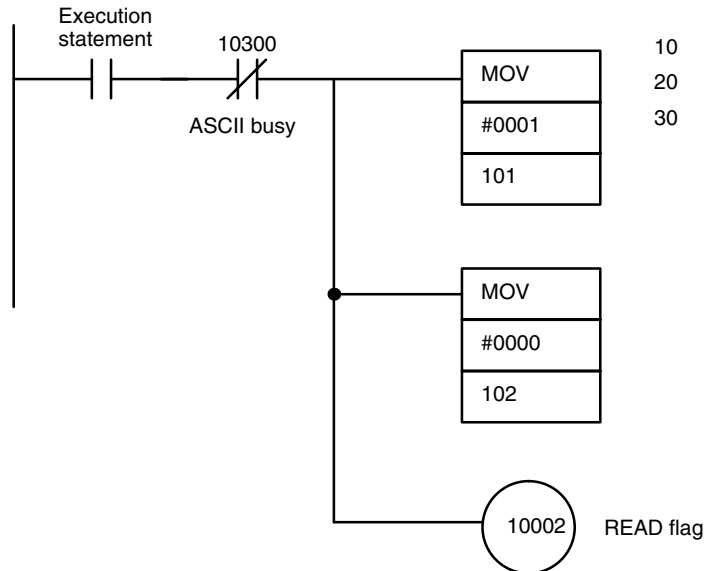 Execution
statement
10300
ASCII busy
MOV
#0001
101
10
20
30
MOV
#0000
102
10002
READ flag